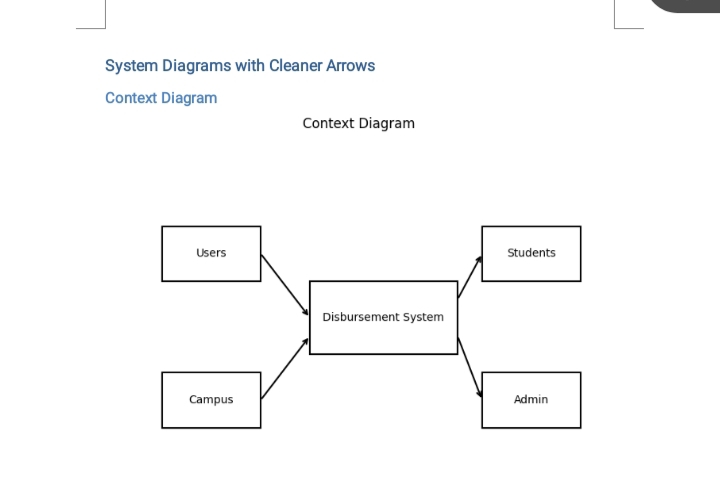 System Diagrams with Cleaner Arrows
Context Diagram
Context Diagram
Users
Students
Disbursement System
Campus
Admin